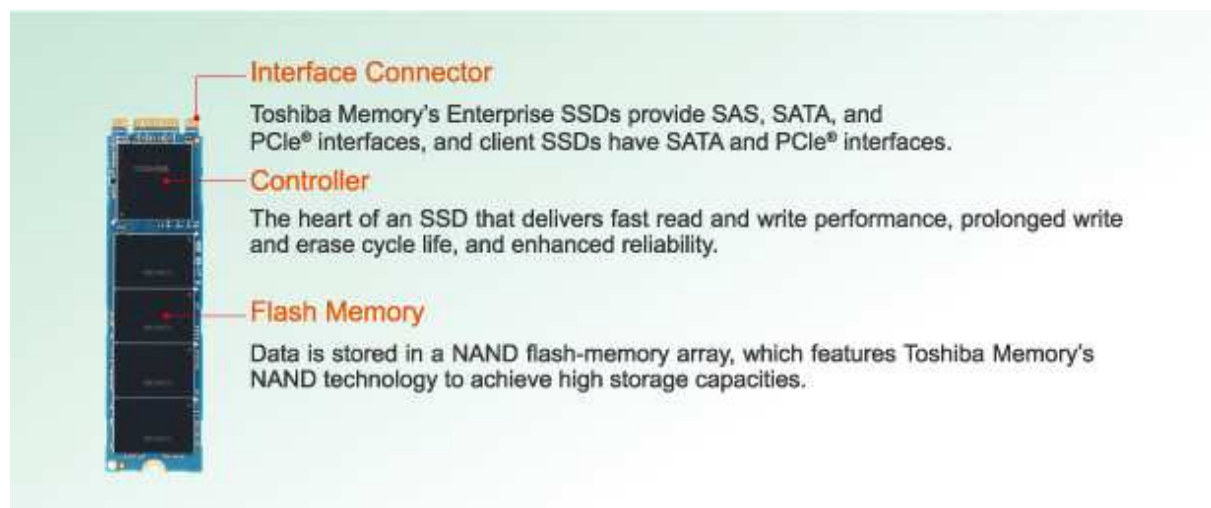 Interface Connector
Toshiba Memory's Enterprise SSDs provide SAS, SATA, and
PCIe® interfaces, and client SSDs have SATA and PCIe® interfaces.
Controller
The heart of an SSD that delivers fast read and write performance, prolonged write
and erase cycle life, and enhanced reliability.
Flash Memory
Data is stored in a NAND flash-memory array, which features Toshiba Memory's
NAND technology to achieve high storage capacities.